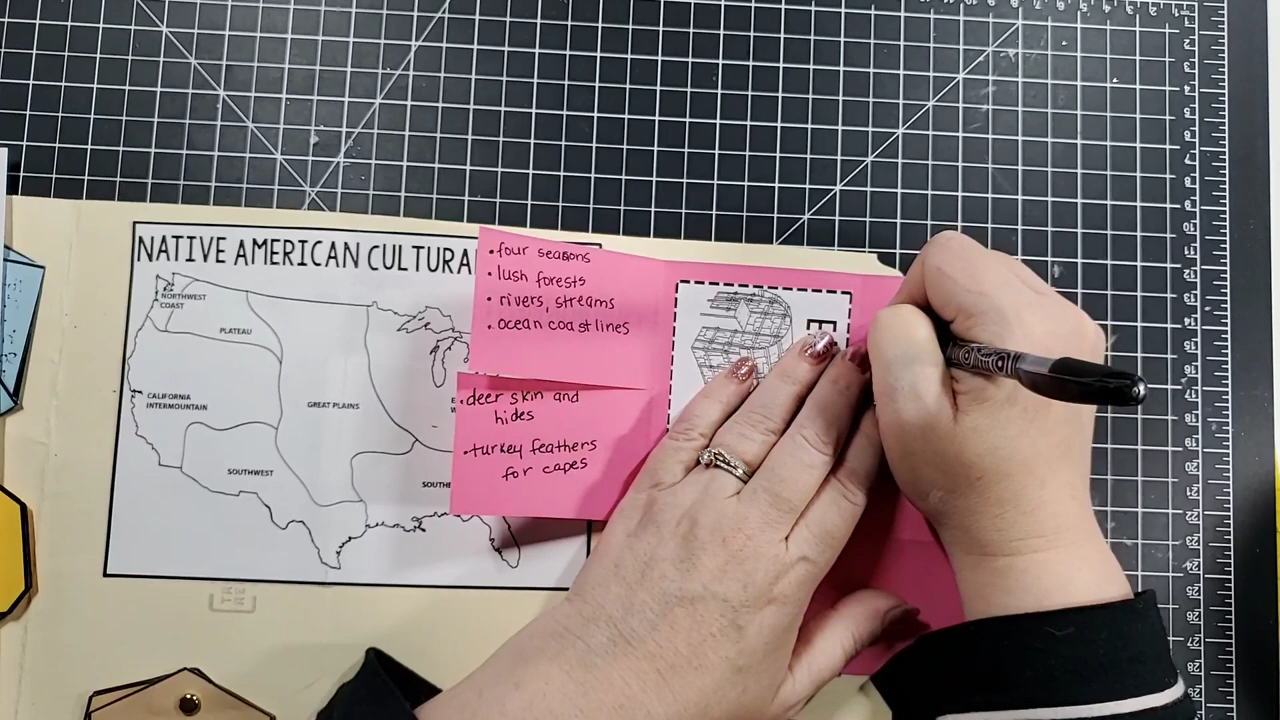 NATIVE AMERICAN CULTURA
NORTHWEST
COAST
PLATEAU
CALIFORNIA
INTERMOUNTAIN
GREAT PLAINS
SOUTHWEST
SOUTHE
• four seasons
• lush forests
• rivers, streams
• ocean coastlines
• deer skin and
hides
• turkey feathers
for capes